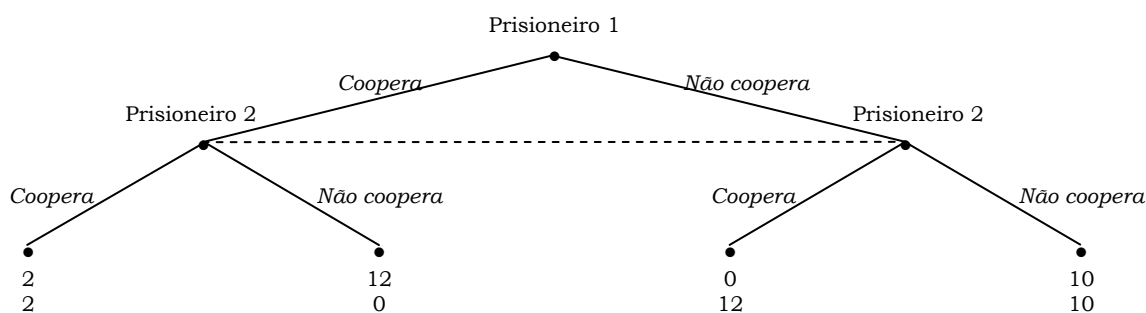 Prisioneiro 1
Coopera
Não coopera
Prisioneiro 2
Prisioneiro 2
Coopera
Não coopera
Coopera
Não coopera
2
12
0
10
2
0
12
10